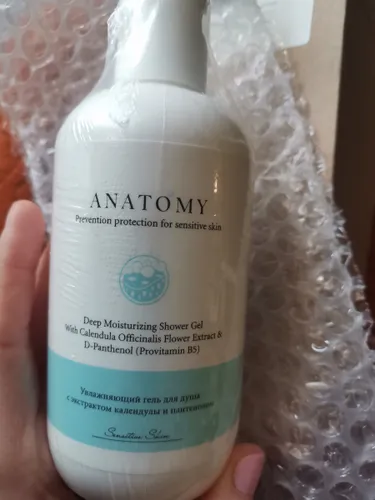 ANATOMY
Prevention protection for sensitive skin
Deep Moisturizing Shower Gel
With Calendula Officinalis Flower Extract &
D-Panthenol (Provitamin B5)
Увлажняющий гель для душа
с экстрактом календулы и пантенолом
Sensitive Skin